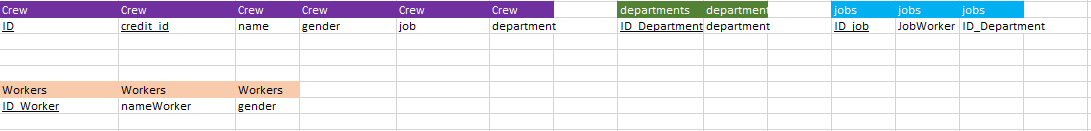 Crew Crew Crew Crew Crew Crew departments department jobs jobs jobs
ID credit_id name gender job department ID_Department department ID_job JobWorker ID_Department
Workers Workers Workers
ID_Worker nameWorker gender